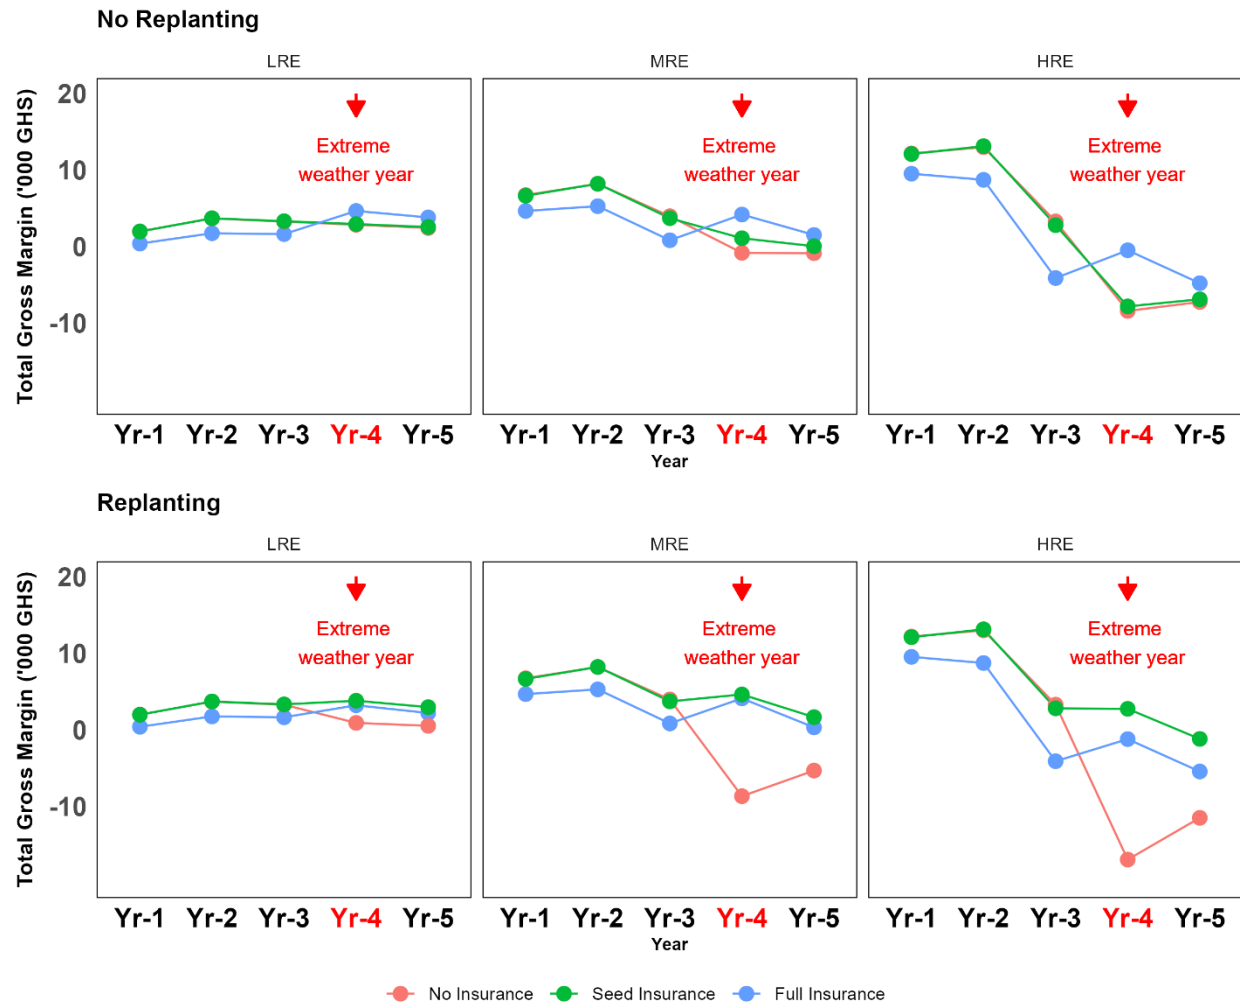 No Replanting
LRE
MRE
HRE
Total Gross Margin ('000 GHS)
20
10
0
-10
Extreme
weather year
Extreme
weather year
Extreme
weather year
Yr-1 Yr-2 Yr-3 Yr-4 Yr-5
Yr-1 Yr-2 Yr-3 Yr-4 Yr-5
Yr-1 Yr-2 Yr-3 Yr-4 Yr-5
Year
Replanting
LRE
MRE
HRE
Total Gross Margin ('000 GHS)
20
10
0
-10
Extreme
weather year
Extreme
weather year
Extreme
weather year
Yr-1 Yr-2 Yr-3 Yr-4 Yr-5
Yr-1 Yr-2 Yr-3 Yr-4 Yr-5
Yr-1 Yr-2 Yr-3 Yr-4 Yr-5
Year
No Insurance Seed Insurance Full Insurance